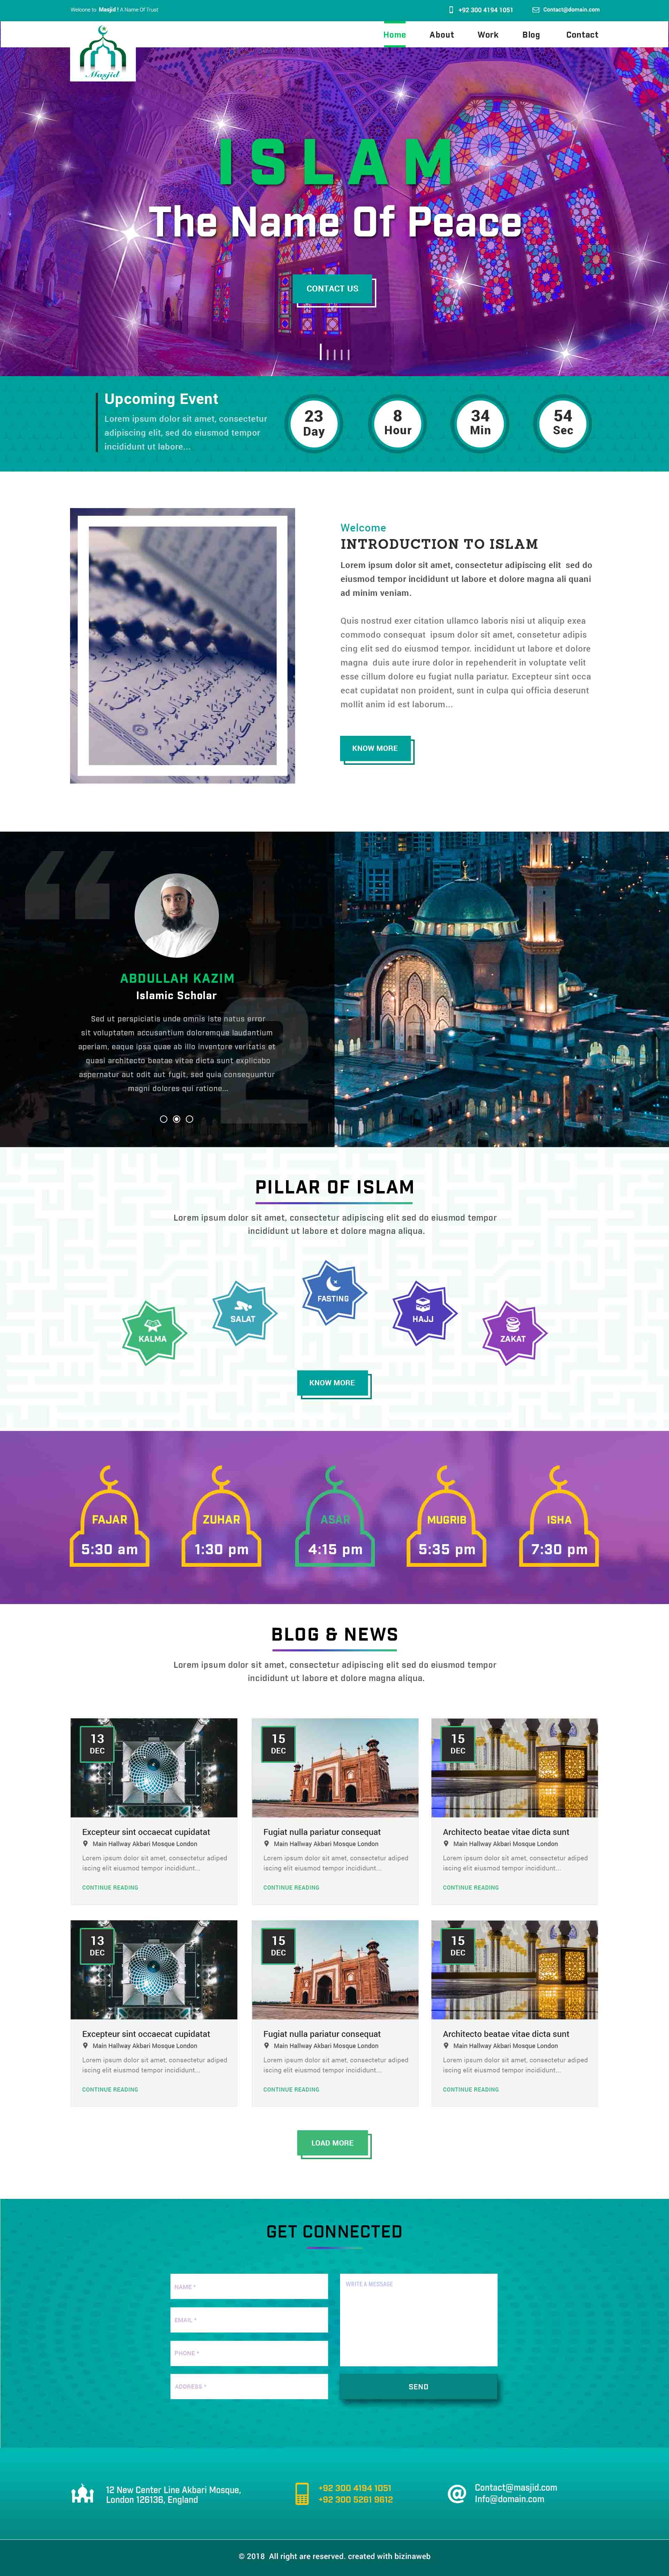 Welcone to Masjid ! A Name Of Trust
+92 300 4194 1051
Contact@domain.com
Masjid
Home
About
Work
Blog
Contact
ISLAM
The Name Of Peace
CONTACT US
Upcoming Event
Lorem ipsum dolor sit amet, consectetur
adipiscing elit, sed do eiusmod tempor
incididunt ut labore...
23
Day
8
Hour
34
Min
54
Sec
Welcome
INTRODUCTION TO ISLAM
Lorem ipsum dolor sit amet, consectetur adipiscing elit sed do
eiusmod tempor incididunt ut labore et dolore magna ali quani
ad minim veniam.
Quis nostrud exer citation ullamco laboris nisi ut aliquip exea
commodo consequat ipsum dolor sit amet, consetetur adipis
cing elit sed do eiusmod tempor. incididunt ut labore et dolore
magna duis aute irure dolor in reprehenderit in voluptate velit
esse cillum dolore eu fugiat nulla pariatur. Excepteur sint occa
ecat cupidatat non proident, sunt in culpa qui officia deserunt
mollit anim id est laborum...
KNOW MORE
“
2
ABDULLAH KAZIM
Islamic Scholar
Sed ut perspiciatis unde omnis iste natus error
sit voluptatem accusantium doloremque laudantium
aperiam, eaque ipsa quae ab illo inventore veritatis et
quasi architecto beatae vitae dicta sunt explicabo
aspernatur aut odit aut fugit, sed quia consequuntur
magni dolores qui ratione...
PILLAR OF ISLAM
Lorem ipsum dolor sit amet, consectetur adipiscing elit sed do eiusmod tempor
incididunt ut labore et dolore magna aliqua.
KALMA
SALAT
FASTING
HAJJ
ZAKAT
KNOW MORE
FAJAR
5:30 am
ZUHAR
1:30 pm
ASAR
4:15 pm
MUGRIB
5:35 pm
ISHA
7:30 pm
BLOG & NEWS
Lorem ipsum dolor sit amet, consectetur adipiscing elit sed do eiusmod tempor
incididunt ut labore et dolore magna aliqua.
13
DEC
Excepteur sint occaecat cupidatat
Main Hallway Akbari Mosque London
Lorem ipsum dolor sit amet, consectetur adiped
iscing elit eiusmod tempor incididunt...
CONTINUE READING
15
DEC
Fugiat nulla pariatur consequat
Main Hallway Akbari Mosque London
Lorem ipsum dolor sit amet, consectetur adiped
iscing elit eiusmod tempor incididunt...
CONTINUE READING
15
DEC
Architecto beatae vitae dicta sunt
Main Hallway Akbari Mosque London
Lorem ipsum dolor sit amet, consectetur adiped
iscing elit eiusmod tempor incididunt...
CONTINUE READING
13
DEC
Excepteur sint occaecat cupidatat
Main Hallway Akbari Mosque London
Lorem ipsum dolor sit amet, consectetur adiped
iscing elit eiusmod tempor incididunt...
CONTINUE READING
15
DEC
Fugiat nulla pariatur consequat
Main Hallway Akbari Mosque London
Lorem ipsum dolor sit amet, consectetur adiped
iscing elit eiusmod tempor incididunt...
CONTINUE READING
15
DEC
Architecto beatae vitae dicta sunt
Main Hallway Akbari Mosque London
Lorem ipsum dolor sit amet, consectetur adiped
iscing elit eiusmod tempor incididunt...
CONTINUE READING
LOAD MORE
GET CONNECTED
NAME *
EMAIL *
PHONE *
ADDRESS *
WRITE A MESSAGE
SEND
12 New Center Line Akbari Mosque,
London 126136, England
+92 300 4194 1051
+92 300 5261 9612
@
Contact@masjid.com
Info@domain.com
© 2018 All right are reserved. created with bizinaweb